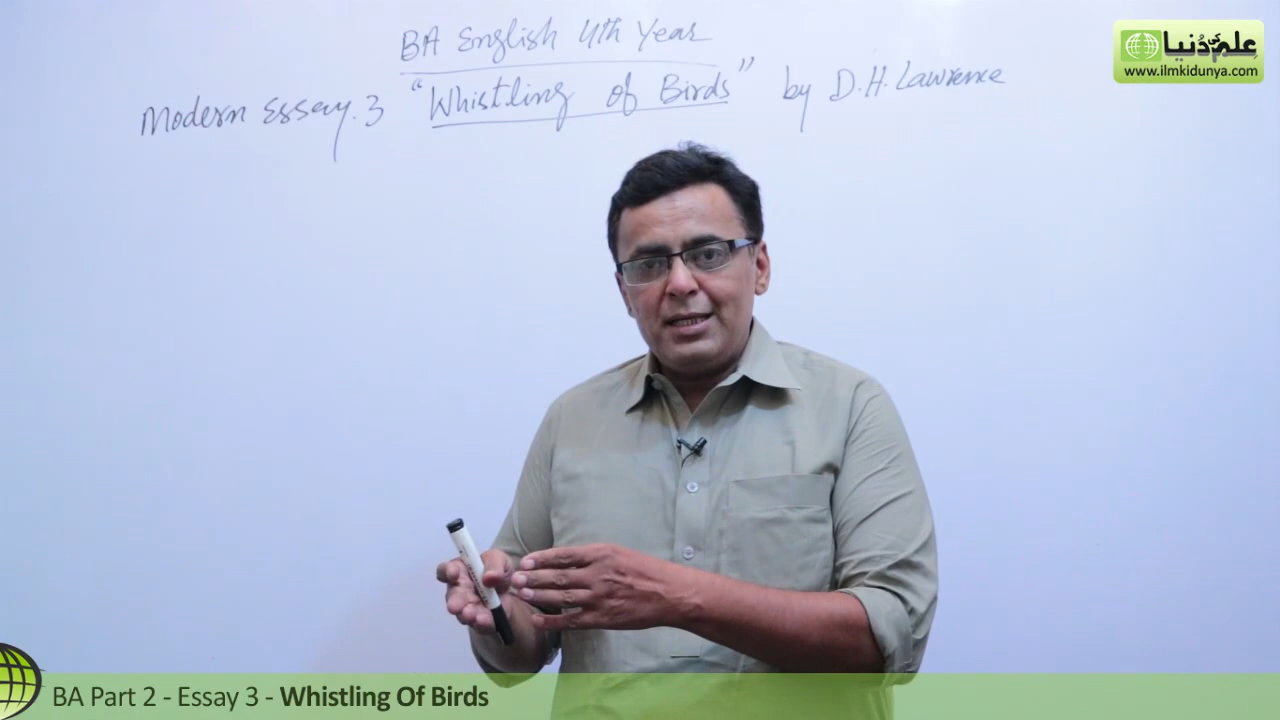 BA English 4th Year
Modern Essay.3 "Whistling of Birds" by D.H. Lawrence
علم کی دُنیا
www.ilmkidunya.com
BA Part 2 - Essay 3 - Whistling Of Birds